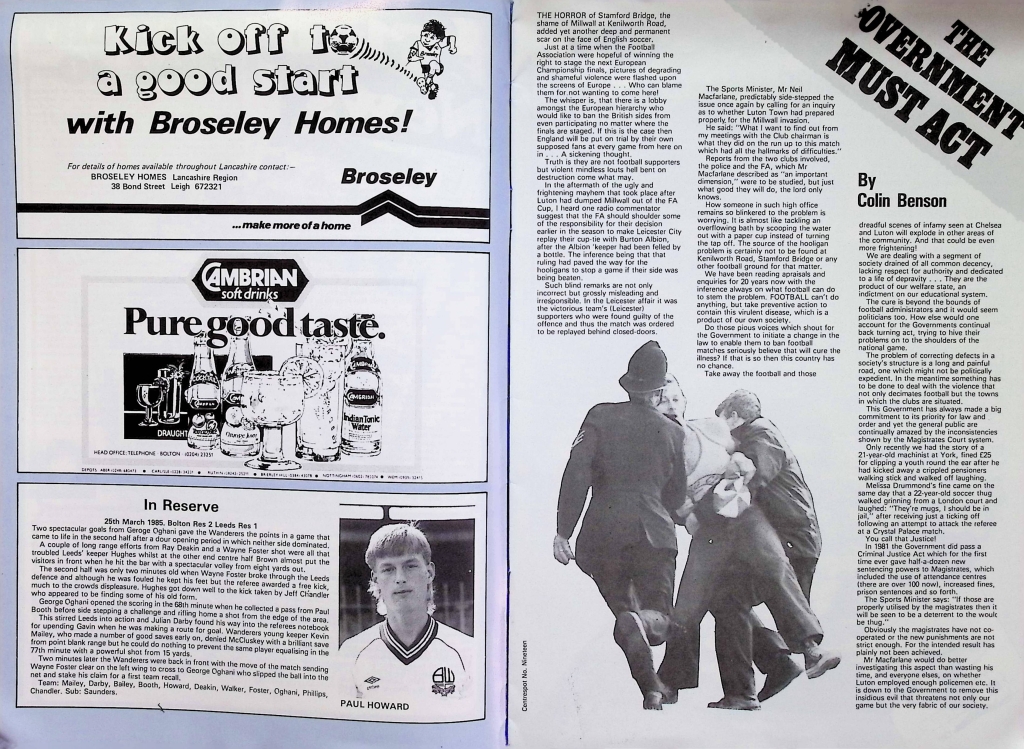 Kick off to
a good start
with Broseley Homes!
For details of homes available throughout Lancashire contact:–
BROSELEY HOMES Lancashire Region
38 Bond Street Leigh 672321
Broseley
...make more of a home
CAMBRIAN
soft drinks
Pure good taste.
DRAUGHT
CAMBRIAN
Indian Tonic
Water
HEAD OFFICE: TELEPHONE BOLTON (0204) 21351
In Reserve
25th March 1985. Bolton Res 2 Leeds Res 1
Two spectacular goals from Geroge Oghani gave the Wanderers the points in a game that
came to life in the second half after a dour opening period in which neither side dominated.
A couple of long range efforts from Ray Deakin and a Wayne Foster shot were all that
troubled Leeds' keeper Hughes whilst at the other end centre half Brown almost put the
visitors in front when he hit the bar with a spectacular volley from eight yards out.
The second half was only two minutes old when Wayne Foster broke through the Leeds
defence and although he was fouled he kept his feet but the referee awarded a free kick,
much to the crowds displeasure. Hughes got down well to the kick taken by Jeff Chandler
who appeared to be finding some of his old form.
George Oghani opened the scoring in the 68th minute when he collected a pass from Paul
Booth before side stepping a challenge and rifling home a shot from the edge of the area.
This stirred Leeds into action and Julian Darby found his way into the referees notebook
for upending Gavin when he was making a route for goal. Wanderers young keeper Kevin
Mailey, who made a number of good saves early on, denied McCluskey with a brilliant save
from point blank range but he could do nothing to prevent the same player equalising in the
77th minute with a powerful shot from 15 yards.
Two minutes later the Wanderers were back in front with the move of the match sending
Wayne Foster clear on the left wing to cross to George Oghani who slipped the ball into the
net and stake his claim for a first team recall.
Team: Mailey, Darby, Bailey, Booth, Howard, Deakin, Walker, Foster, Oghani, Phillips,
Chandler. Sub: Saunders.
PAUL HOWARD
Centrespot No. Nineteen
THE
GOVERNMENT
MUST ACT
By
Colin Benson
THE HORROR of Stamford Bridge, the
shame of Millwall at Kenilworth Road,
added yet another deep and permanent
scar on the face of English soccer.
Just at a time when the Football
Association were hopeful of winning the
right to stage the next European
Championship finals, pictures of degrading
and shameful violence were flashed upon
the screens of Europe . . . Who can blame
them for not wanting to come here!
The whisper is, that there is a lobby
amongst the European hierarchy who
would like to ban the British sides from
even participating no matter where the
finals are staged. If this is the case then
England will be put on trial by their own
supposed fans at every game from here on
in . . . A sickening thought.
Truth is they are not football supporters
but violent mindless louts hell bent on
destruction come what may.
In the aftermath of the ugly and
frightening mayhem that took place after
Luton had dumped Millwall out of the FA
Cup, I heard one radio commentator
suggest that the FA should shoulder some
of the responsibility for their decision
earlier in the season to make Leicester City
replay their cup-tie with Burton Albion,
after the Albion 'keeper had been felled by
a bottle. The inference being that that
ruling had paved the way for the
hooligans to stop a game if their side was
being beaten.
Such blind remarks are not only
incorrect but grossly misleading and
irresponsible. In the Leicester affair it was
the victorious team's (Leicester)
supporters who were found guilty of the
offence and thus the match was ordered
to be replayed behind closed-doors.
The Sports Minister, Mr Neil
Macfarlane, predictably side-stepped the
issue once again by calling for an inquiry
as to whether Luton Town had prepared
properly for the Millwall invasion.
He said: "What I want to find out from
my meetings with the Club chairman is
what they did on the run up to this match
which had all the hallmarks of difficulties."
Reports from the two clubs involved,
the police and the FA, which Mr
Macfarlane described as "an important
dimension," were to be studied, but just
what good they will do, the lord only
knows.
How someone in such high office
remains so blinkered to the problem is
worrying. It is almost like tackling an
overflowing bath by scooping the water
out with a paper cup instead of turning
the tap off. The source of the hooligan
problem is certainly not to be found at
Kenilworth Road, Stamford Bridge or any
other football ground for that matter.
We have been reading apraisals and
enquiries for 20 years now with the
inference always on what football can do
to stem the problem. FOOTBALL can't do
anything, but take preventive action to
contain this virulent disease, which is a
product of our own society.
Do those pious voices which shout for
the Government to initiate a change in the
law to enable them to ban football
matches seriously believe that will cure the
illness? If that is so then this country has
no chance.
Take away the football and those
dreadful scenes of infamy seen at Chelsea
and Luton will explode in other areas of
the community. And that could be even
more frightening!
We are dealing with a segment of
society drained of all common decency,
lacking respect for authority and dedicated
to a life of depravity . . . They are the
product of our welfare state, an
indictment on our educational system.
The cure is beyond the bounds of
football administrators and it would seem
politicians too. How else would one
account for the Governments continual
back turning act, trying to hive their
problems on to the shoulders of the
national game.
The problem of correcting defects in a
society's structure is a long and painful
road, one which might not be politically
expedient. In the meantime something has
to be done to deal with the violence that
not only decimates football but the towns
in which the clubs are situated.
This Government has always made a big
commitment to its priority for law and
order and yet the general public are
continually amazed by the inconsistencies
shown by the Magistrates Court system.
Only recently we had the story of a
21-year-old machinist at York, fined £25
for clipping a youth round the ear after he
had kicked away a crippled pensioners
walking stick and walked off laughing.
Melissa Drummond's fine came on the
same day that a 22-year-old soccer thug
walked grinning from a London court and
laughed: "They're mugs, I should be in
jail," after receiving just a ticking off
following an attempt to attack the referee
at a Crystal Palace match.
You call that Justice!
In 1981 the Government did pass a
Criminal Justice Act which for the first
time ever gave half-a-dozen new
sentencing powers to Magistrates, which
included the use of attendance centres
(there are over 100 now), increased fines,
prison sentences and so forth.
The Sports Minister says: "If those are
properly utilised by the magistrates then it
will be seen to be a deterrent to the would
be thug."
Obviously the magistrates have not co-
operated or the new punishments are not
strict enough. For the intended result has
plainly not been achieved.
Mr Macfarlane would do better
investigating this aspect than wasting his
time, and everyone elses, on whether
Luton employed enough policemen etc. It
is down to the Government to remove this
insidious evil that threatens not only our
game but the very fabric of our society.